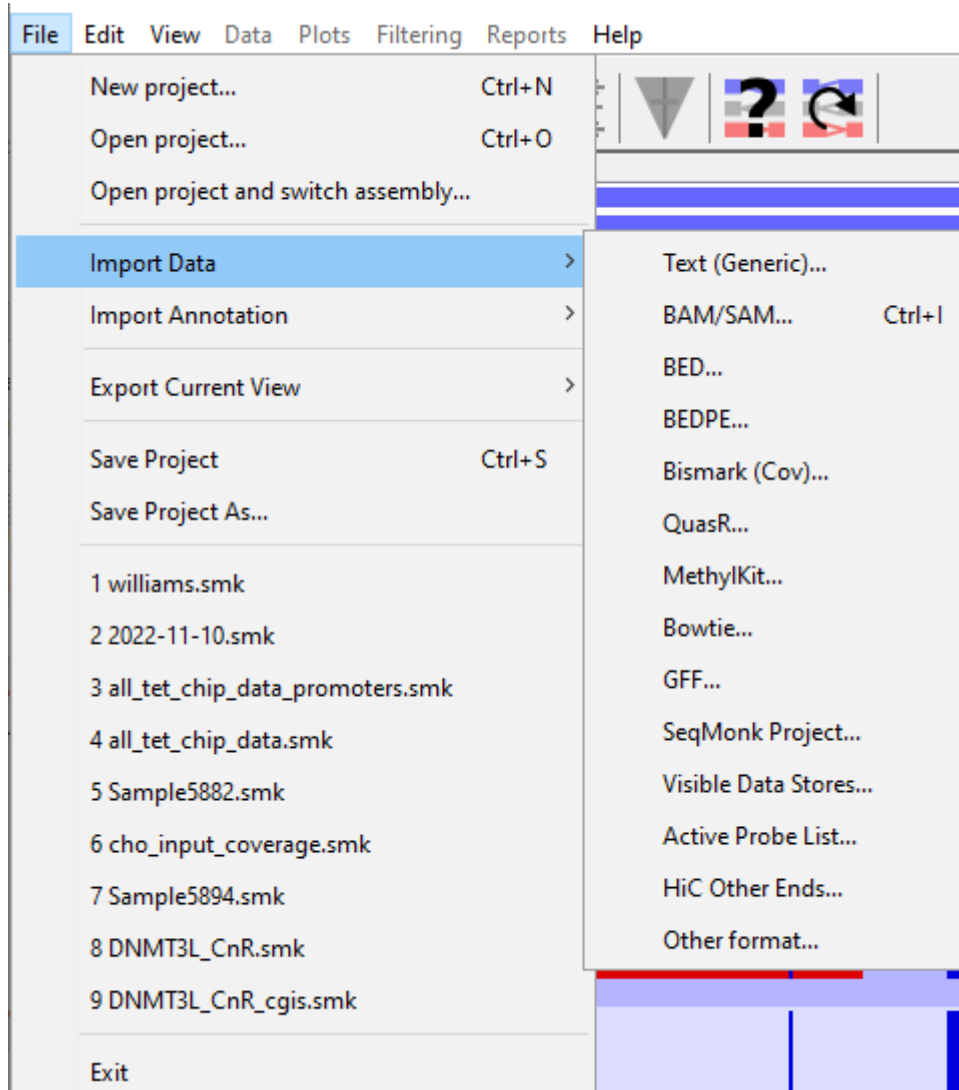 File Edit View Data Plots Filtering Reports Help
New project... Ctrl+N
Open project... Ctrl+O
Open project and switch assembly...
Import Data
Import Annotation
Export Current View
Save Project Ctrl+S
Save Project As...
1 williams.smk
2 2022-11-10.smk
3 all_tet_chip_data_promoters.smk
4 all_tet_chip_data.smk
5 Sample5882.smk
6 cho_input_coverage.smk
7 Sample5894.smk
8 DNMT3L_CnR.smk
9 DNMT3L_CnR_cgis.smk
Exit
Text (Generic)...
BAM/SAM... Ctrl+I
BED...
BEDPE...
Bismark (Cov)...
QuasR...
MethylKit...
Bowtie...
GFF...
SeqMonk Project...
Visible Data Stores...
Active Probe List...
HiC Other Ends...
Other format...